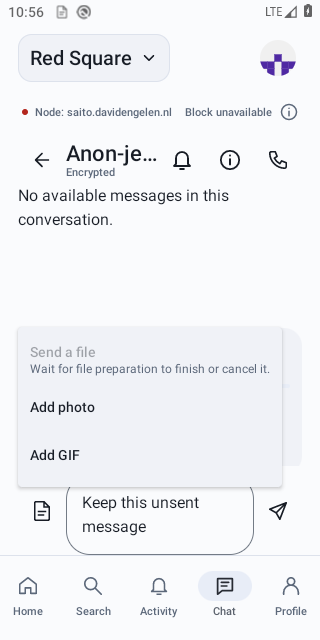 10:56
LTE
Red Square
Node: saito.davidengelen.nl Block unavailable
Anon-je...
Encrypted
No available messages in this
conversation.
Send a file
Wait for file preparation to finish or cancel it.
Add photo
Add GIF
Keep this unsent
message
Home Search Activity Chat Profile